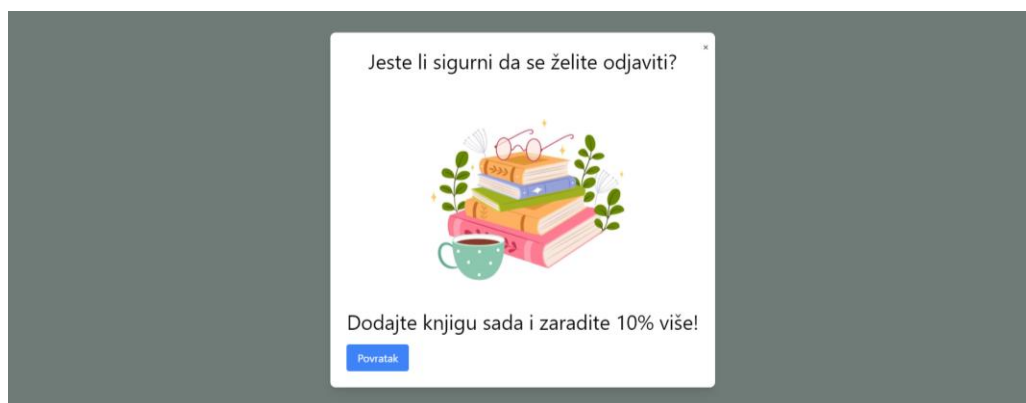 Jeste li sigurni da se želite odjaviti?
×
Dodajte knjigu sada i zaradite 10% više!
Povratak